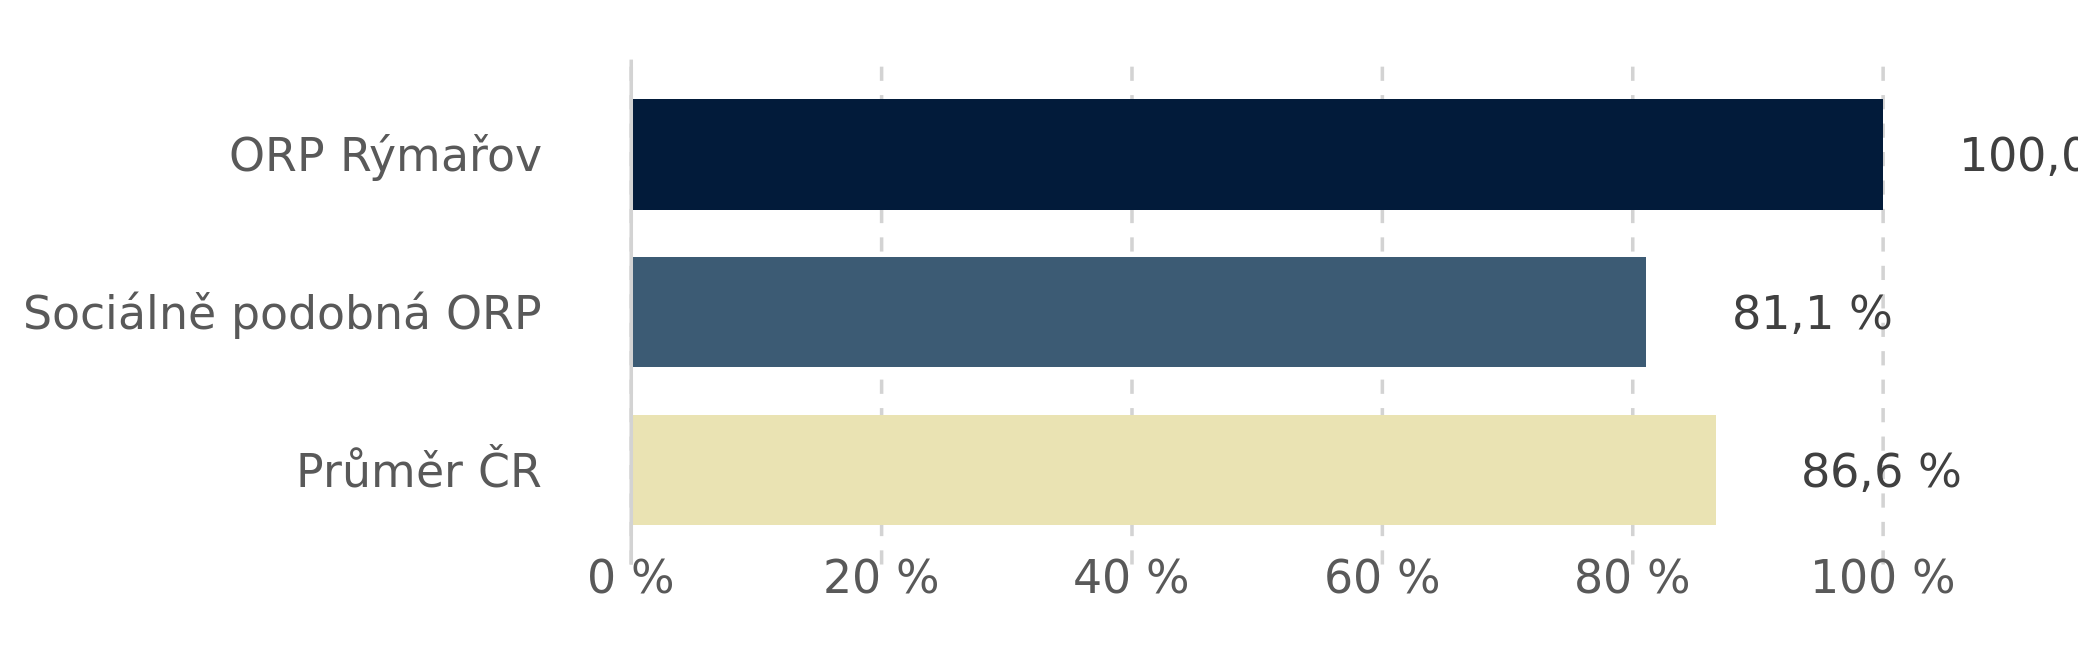 ORP Rýmařov 100,0
Sociálně podobná ORP 81,1 %
Průměr ČR 86,6 %
0 % 20 % 40 % 60 % 80 % 100 %